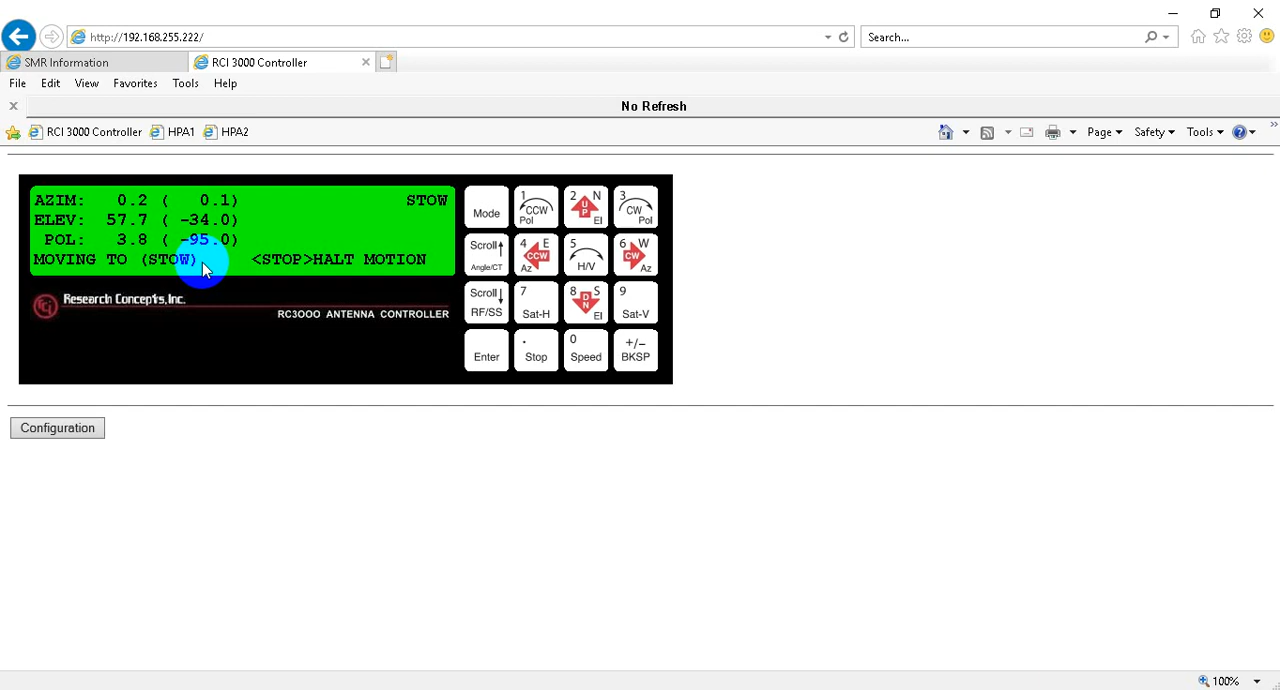 http://192.168.255.222/
Search...
SMR Information
RCI 3000 Controller
File Edit View Favorites Tools Help
No Refresh
RCI 3000 Controller HPA1 HPA2
Page Safety Tools
AZIM: 0.2 ( 0.1) STOW
ELEV: 57.7 ( -34.0)
POL: 3.8 ( -95.0)
MOVING TO (STOW) <STOP>HALT MOTION
Research Concepts, Inc.
RC3000 ANTENNA CONTROLLER
Mode
1 CCW Pol
2 N UP El
3 CW Pol
Scroll Angle/CT
4 E CCW Az
5 H/V
6 W CW Az
Scroll RF/SS
7 Sat-H
8 S DN El
9 Sat-V
Enter
. Stop
0 Speed
+/- BKSP
Configuration
100%